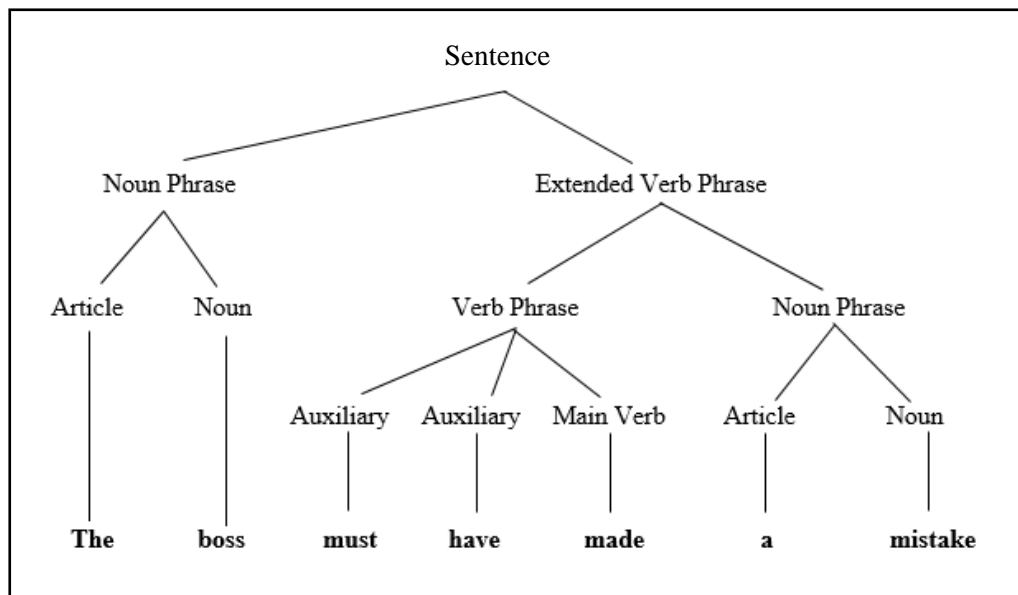 Sentence
Noun Phrase Extended Verb Phrase
Article Noun Verb Phrase Noun Phrase
Auxiliary Auxiliary Main Verb Article Noun
The boss must have made a mistake